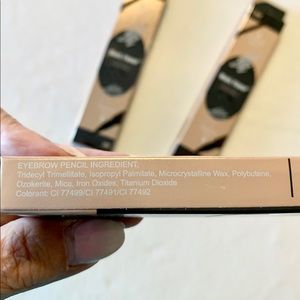 EYEBROW PENCIL INGREDIENT:
Tridecyl Trimellitate, Isopropyl Palmitate, Microcrystalline Wax, Polybutene,
Ozokerite, Mica, Iron Oxides, Titanium Dioxide
Colorant: CI 77499/CI 77491/CI 77492